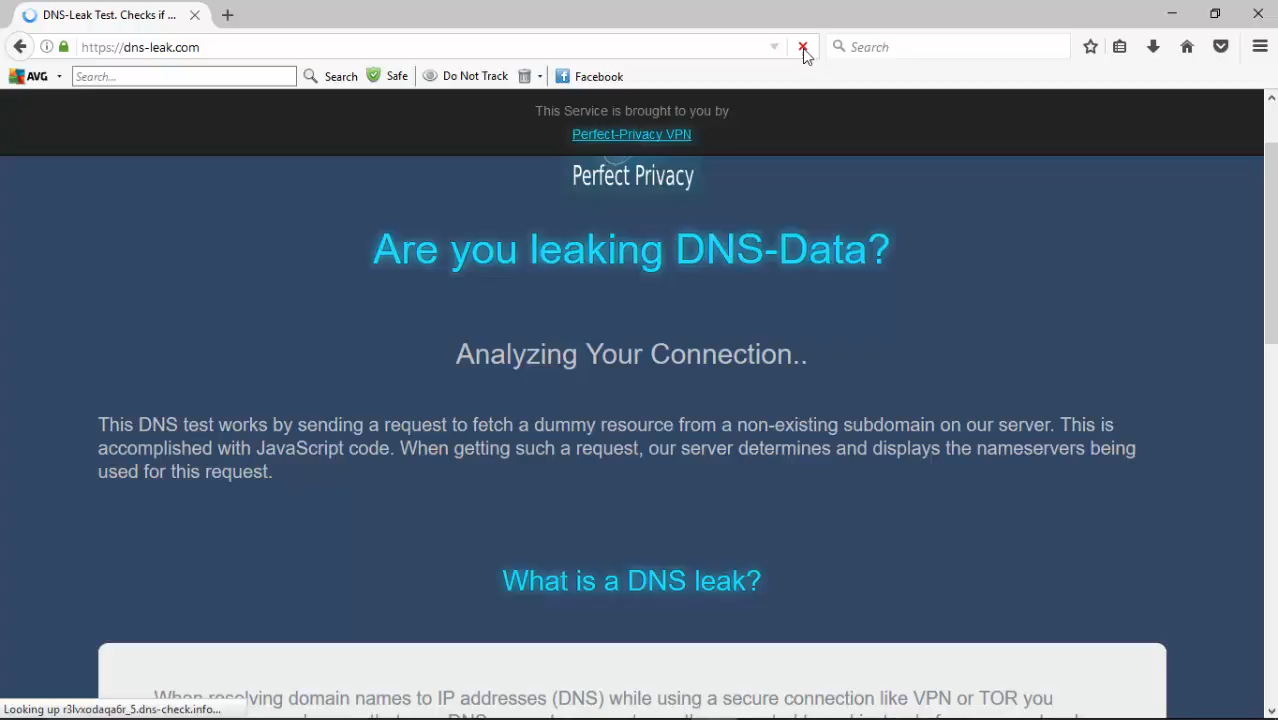 DNS-Leak Test. Checks if ...
https://dns-leak.com
Search
AVG
Search...
Search
Safe
Do Not Track
Facebook
This Service is brought to you by
Perfect-Privacy VPN
Perfect Privacy
Are you leaking DNS-Data?
Analyzing Your Connection..
This DNS test works by sending a request to fetch a dummy resource from a non-existing subdomain on our server. This is
accomplished with JavaScript code. When getting such a request, our server determines and displays the nameservers being
used for this request.
What is a DNS leak?
When resolving domain names to IP addresses (DNS) while using a secure connection like VPN or TOR you
Looking up r3lvxodaqa6r_5.dns-check.info...